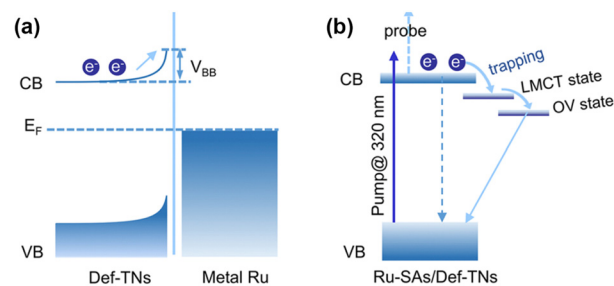 (a)
e⁻ e⁻
V_BB
CB
E_F
VB
Def-TNs
Metal Ru
(b)
probe
e⁻ e⁻
trapping
CB
LMCT state
OV state
Pump@ 320 nm
VB
Ru-SAs/Def-TNs